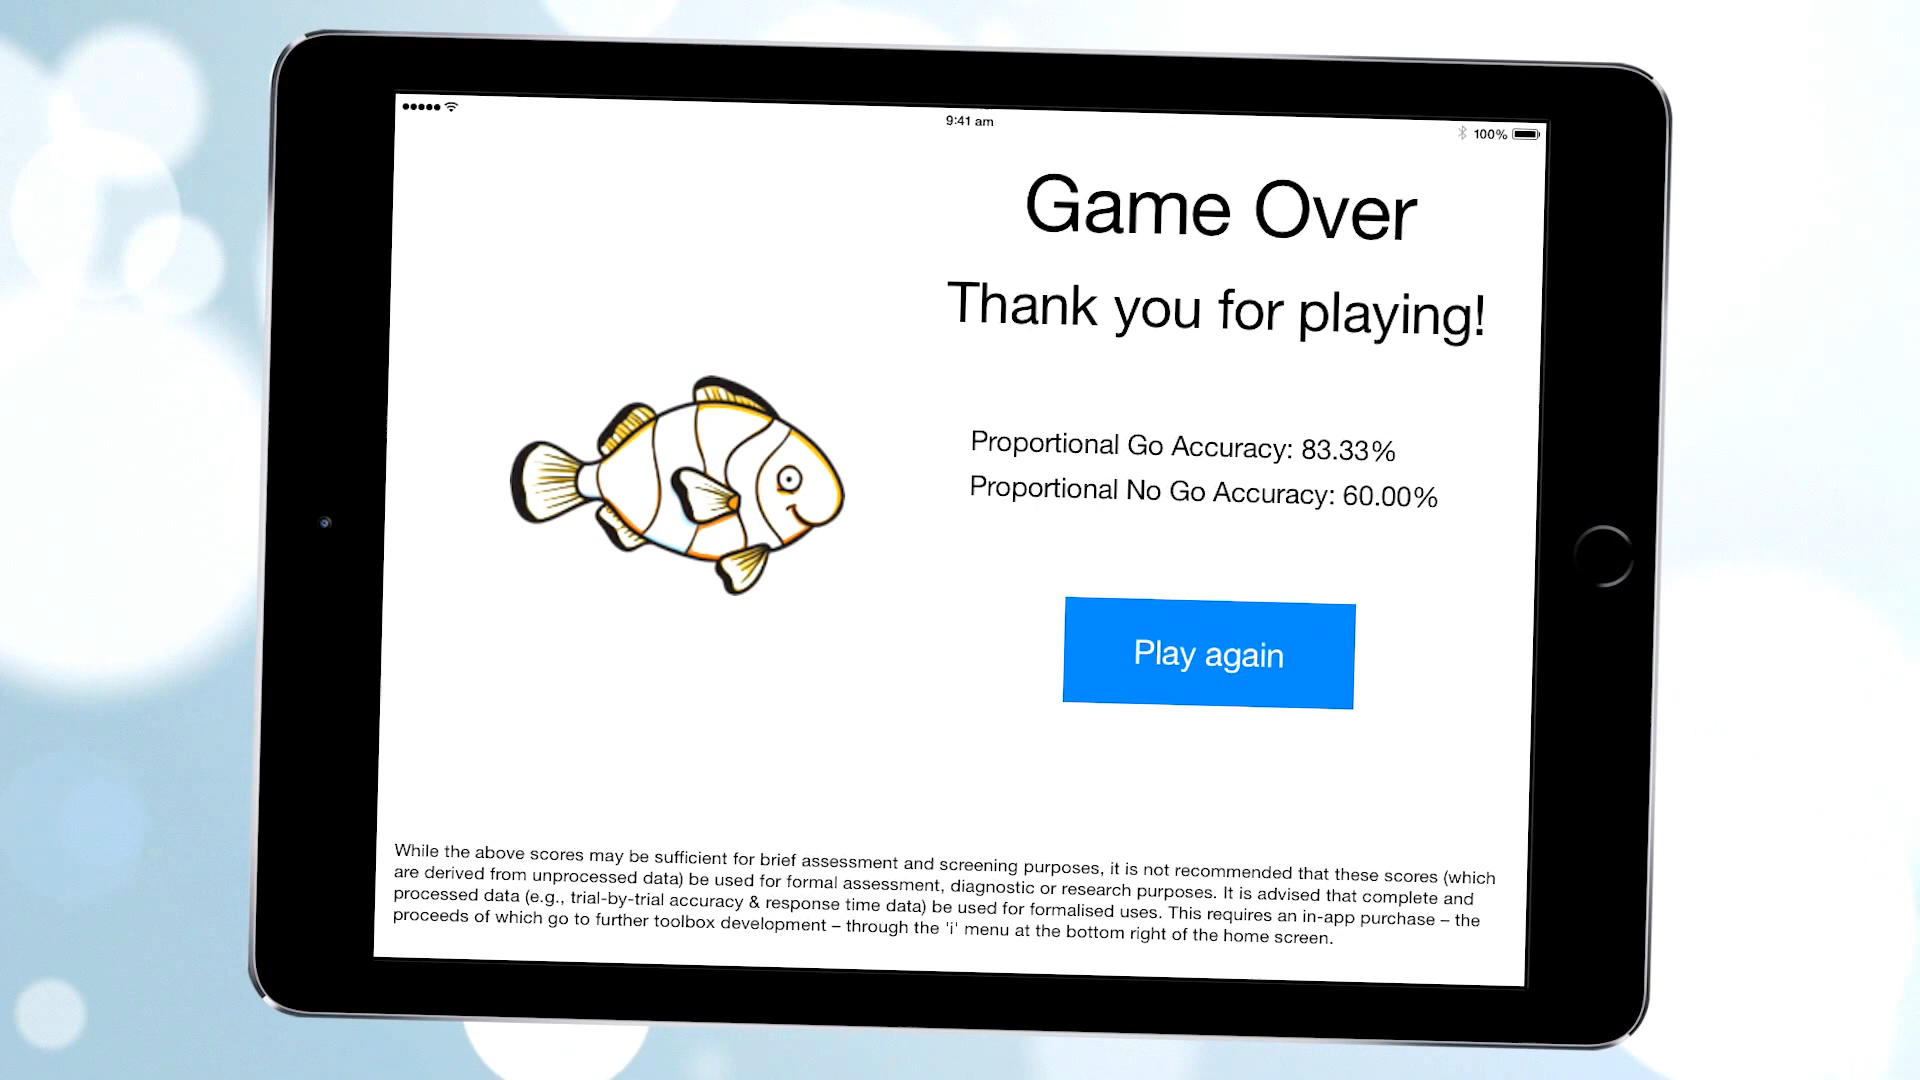 9:41 am
100%
Game Over
Thank you for playing!
Proportional Go Accuracy: 83.33%
Proportional No Go Accuracy: 60.00%
Play again
While the above scores may be sufficient for brief assessment and screening purposes, it is not recommended that these scores (which
are derived from unprocessed data) be used for formal assessment, diagnostic or research purposes. It is advised that complete and
processed data (e.g., trial-by-trial accuracy & response time data) be used for formalised uses. This requires an in-app purchase – the
proceeds of which go to further toolbox development – through the 'i' menu at the bottom right of the home screen.